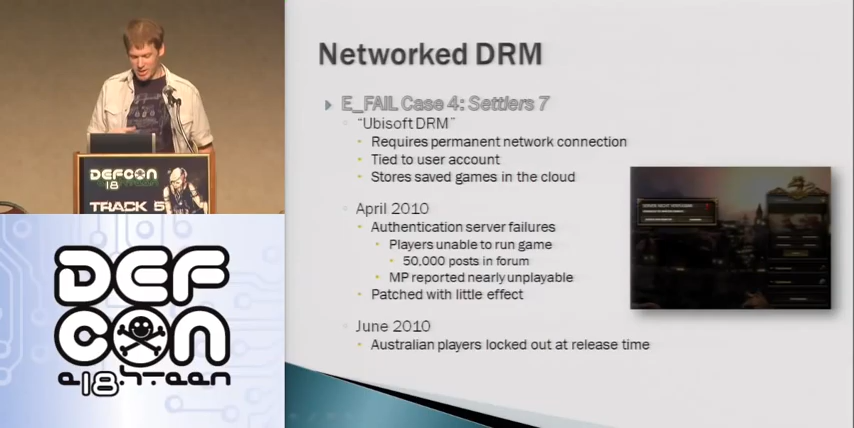 DEFCON
18
TRACK 5
DEF
CON
e18hteen
Networked DRM
E_FAIL Case 4: Settlers 7
"Ubisoft DRM"
Requires permanent network connection
Tied to user account
Stores saved games in the cloud
April 2010
Authentication server failures
Players unable to run game
50,000 posts in forum
MP reported nearly unplayable
Patched with little effect
June 2010
Australian players locked out at release time